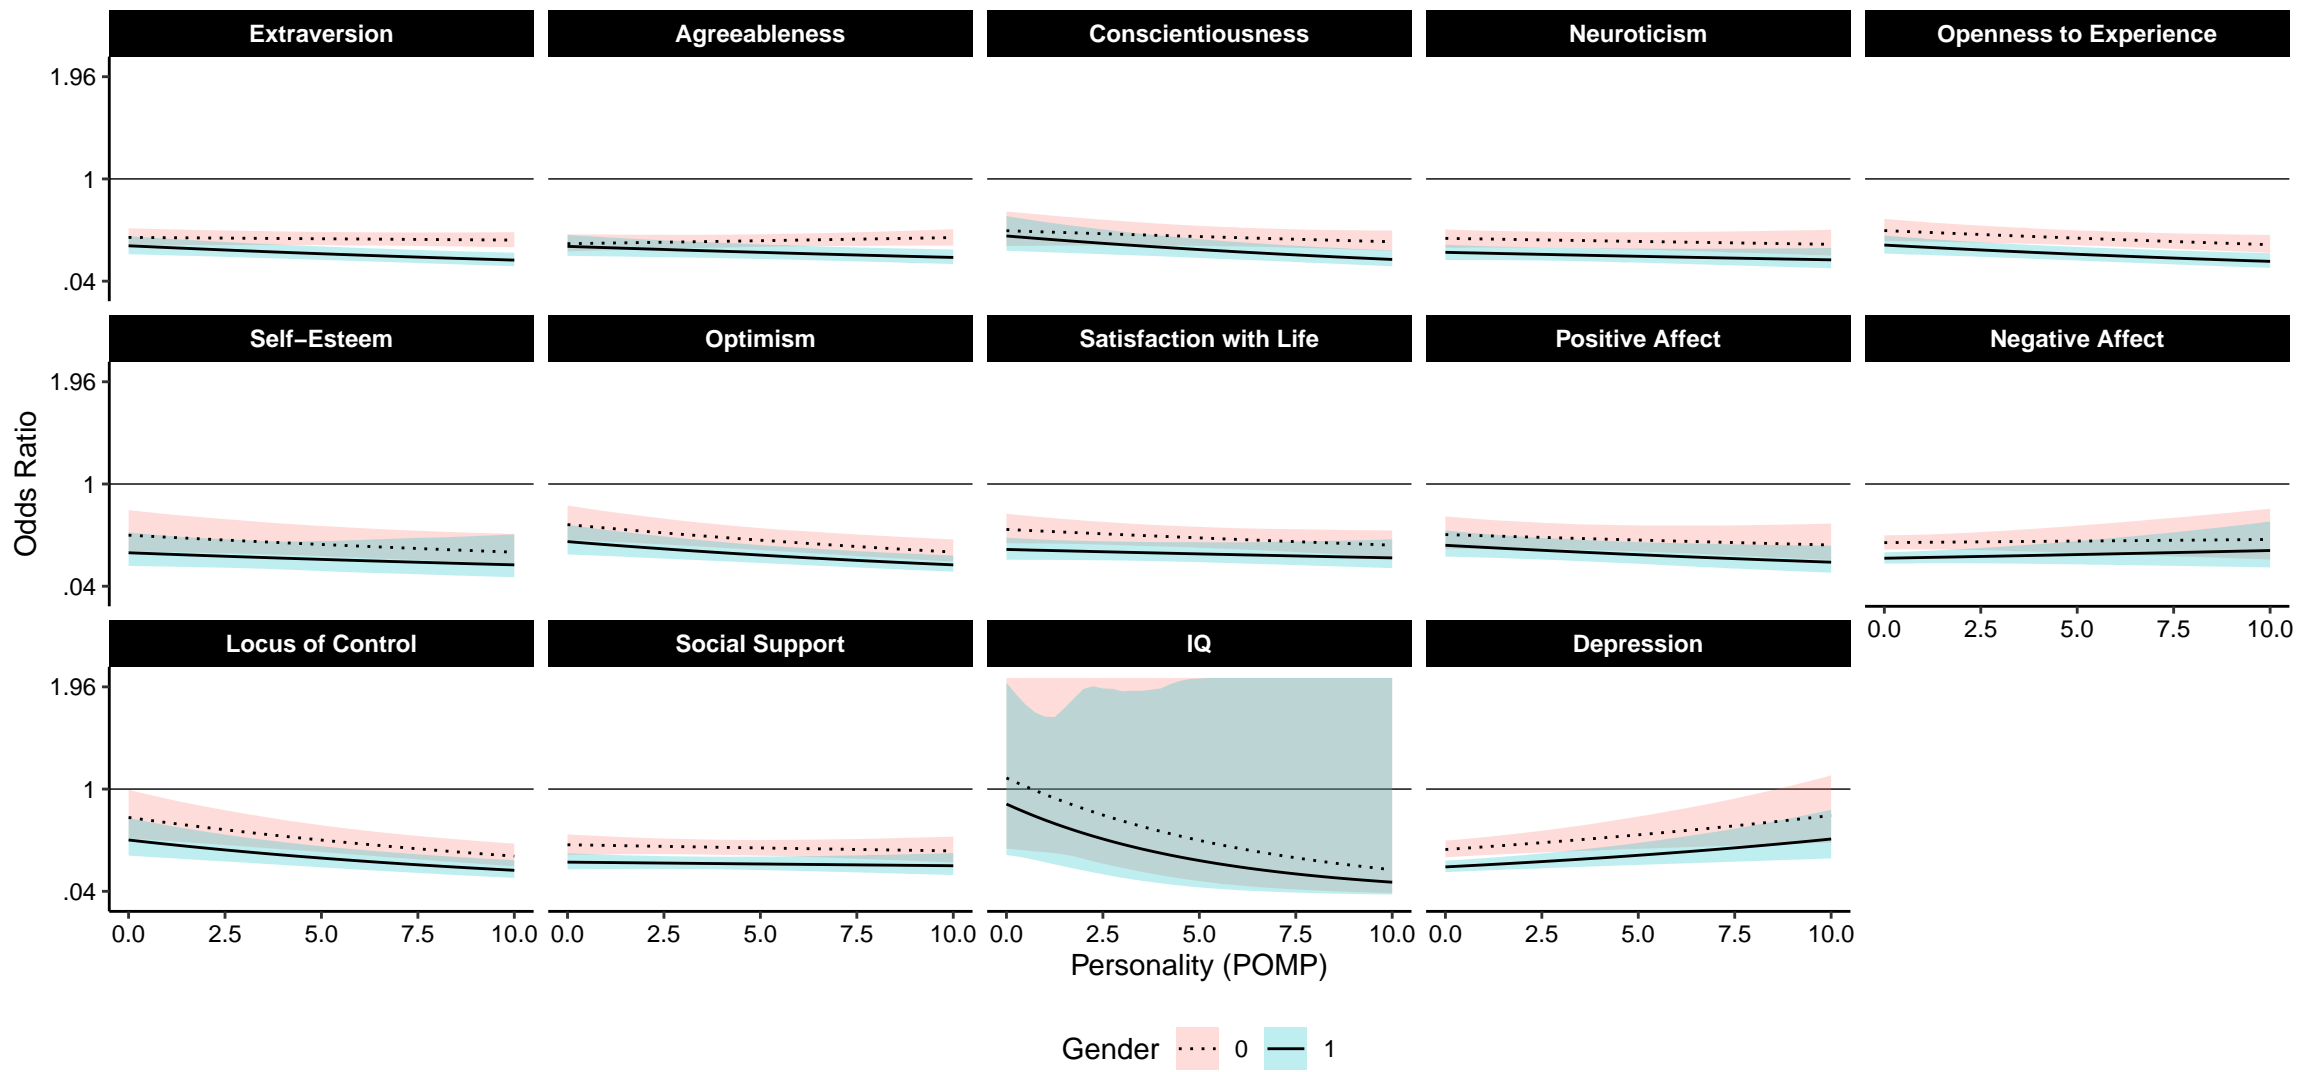 Extraversion
Agreeableness
Conscientiousness
Neuroticism
Openness to Experience
1.96
1
.04
Self−Esteem
Optimism
Satisfaction with Life
Positive Affect
Negative Affect
1.96
1
.04
0.0 2.5 5.0 7.5 10.0
Odds Ratio
Locus of Control
Social Support
IQ
Depression
1.96
1
.04
0.0 2.5 5.0 7.5 10.0
0.0 2.5 5.0 7.5 10.0
0.0 2.5 5.0 7.5 10.0
0.0 2.5 5.0 7.5 10.0
Personality (POMP)
Gender 0 1